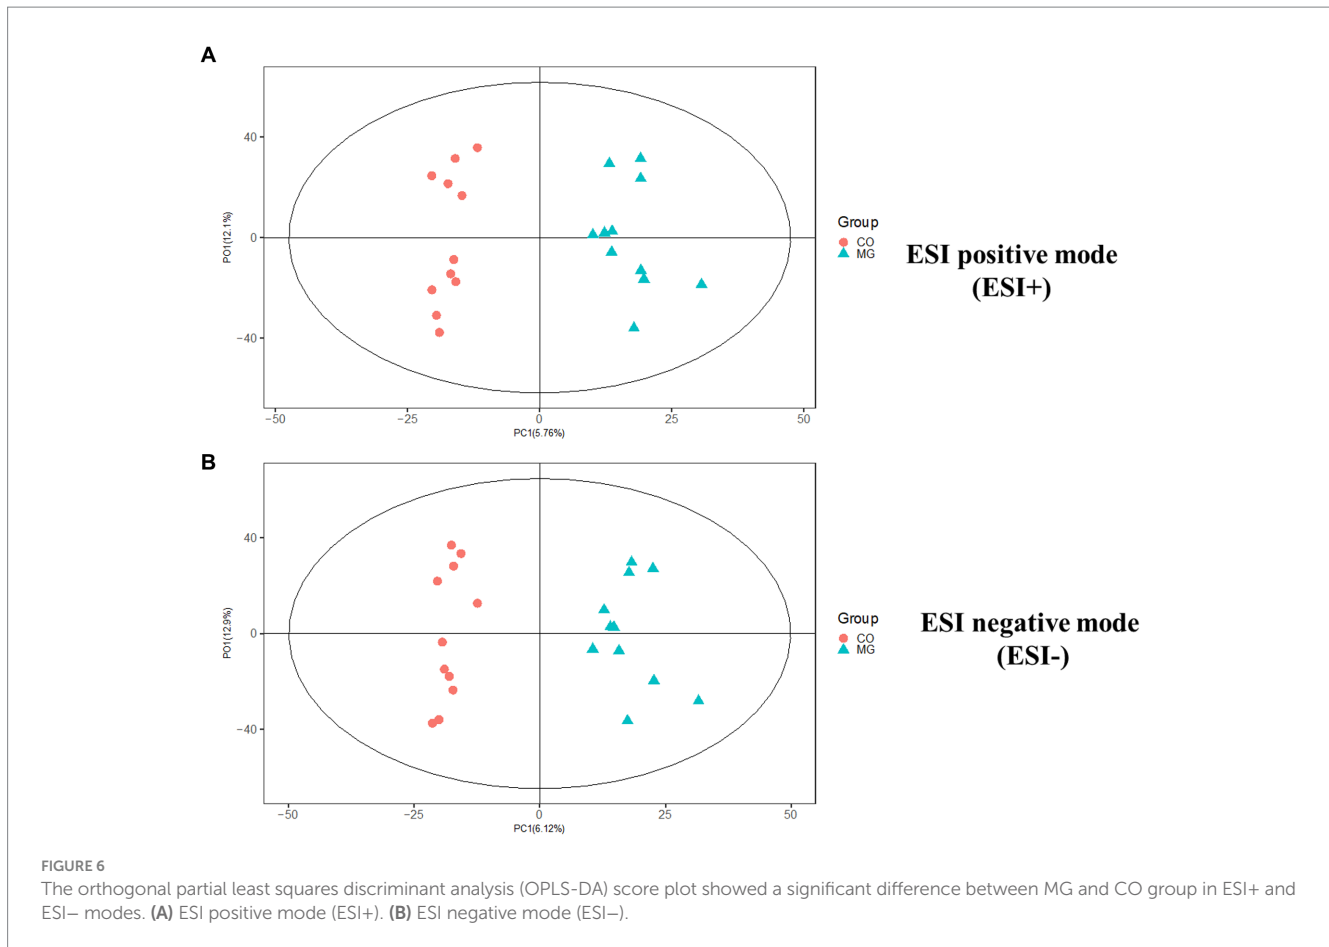 A
40
0
−40
PO1(12.1%)
−50
−25
0
25
50
PC1(5.76%)
Group
CO
MG
ESI positive mode
(ESI+)
B
40
0
−40
PO1(12.9%)
−50
−25
0
25
50
PC1(6.12%)
Group
CO
MG
ESI negative mode
(ESI-)
FIGURE 6
The orthogonal partial least squares discriminant analysis (OPLS-DA) score plot showed a significant difference between MG and CO group in ESI+ and
ESI− modes. (A) ESI positive mode (ESI+). (B) ESI negative mode (ESI−).